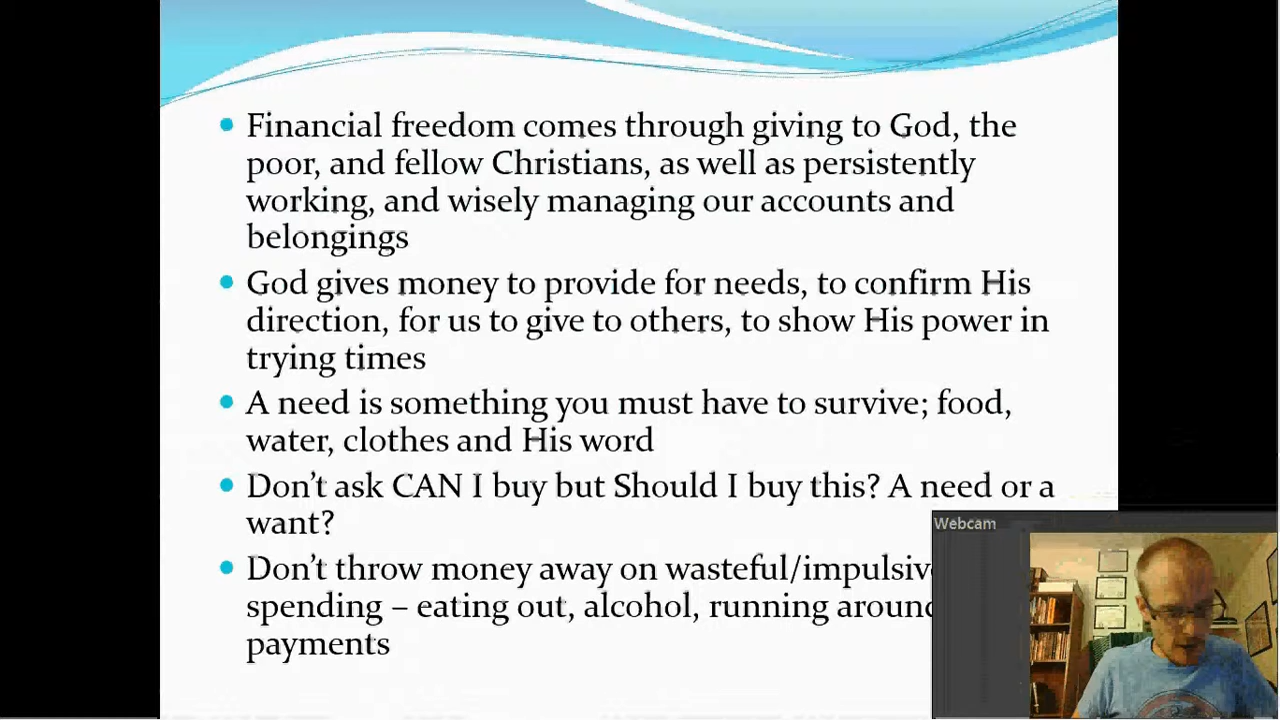 Financial freedom comes through giving to God, the
poor, and fellow Christians, as well as persistently
working, and wisely managing our accounts and
belongings
God gives money to provide for needs, to confirm His
direction, for us to give to others, to show His power in
trying times
A need is something you must have to survive; food,
water, clothes and His word
Don't ask CAN I buy but Should I buy this? A need or a
want?
Don't throw money away on wasteful/impulsiv
spending – eating out, alcohol, running around
payments
Webcam